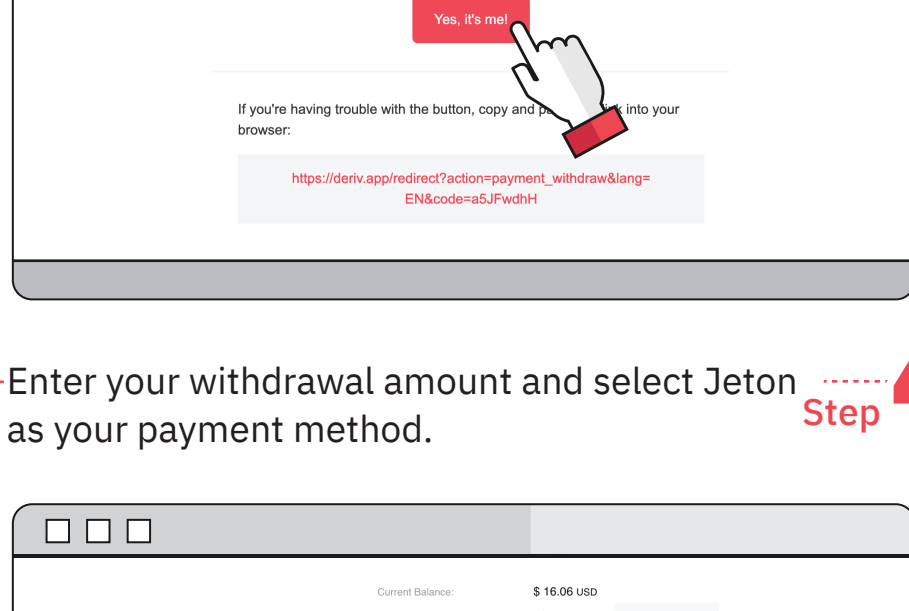 Yes, it's me!
If you're having trouble with the button, copy and into your
browser:
https://deriv.app/redirect?action=payment_withdraw&lang=
EN&code=a5JFwdhH
Enter your withdrawal amount and select Jeton
as your payment method.
Step
Current Balance:
$ 16.06 USD